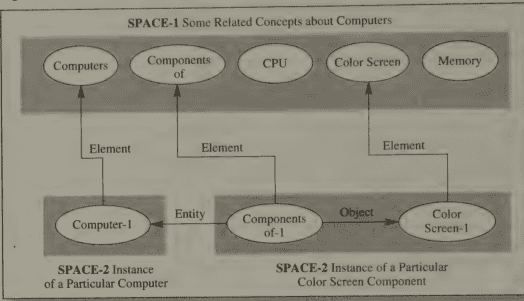 SPACE-1 Some Related Concepts about Computers
Computers
Components
of
CPU
Color Screen
Memory
Element
Element
Element
Computer-1
Entity
Components
of-1
Object
Color
Screen-1
SPACE-2 Instance
of a Particular Computer
SPACE-2 Instance of a Particular
Color Screen Component